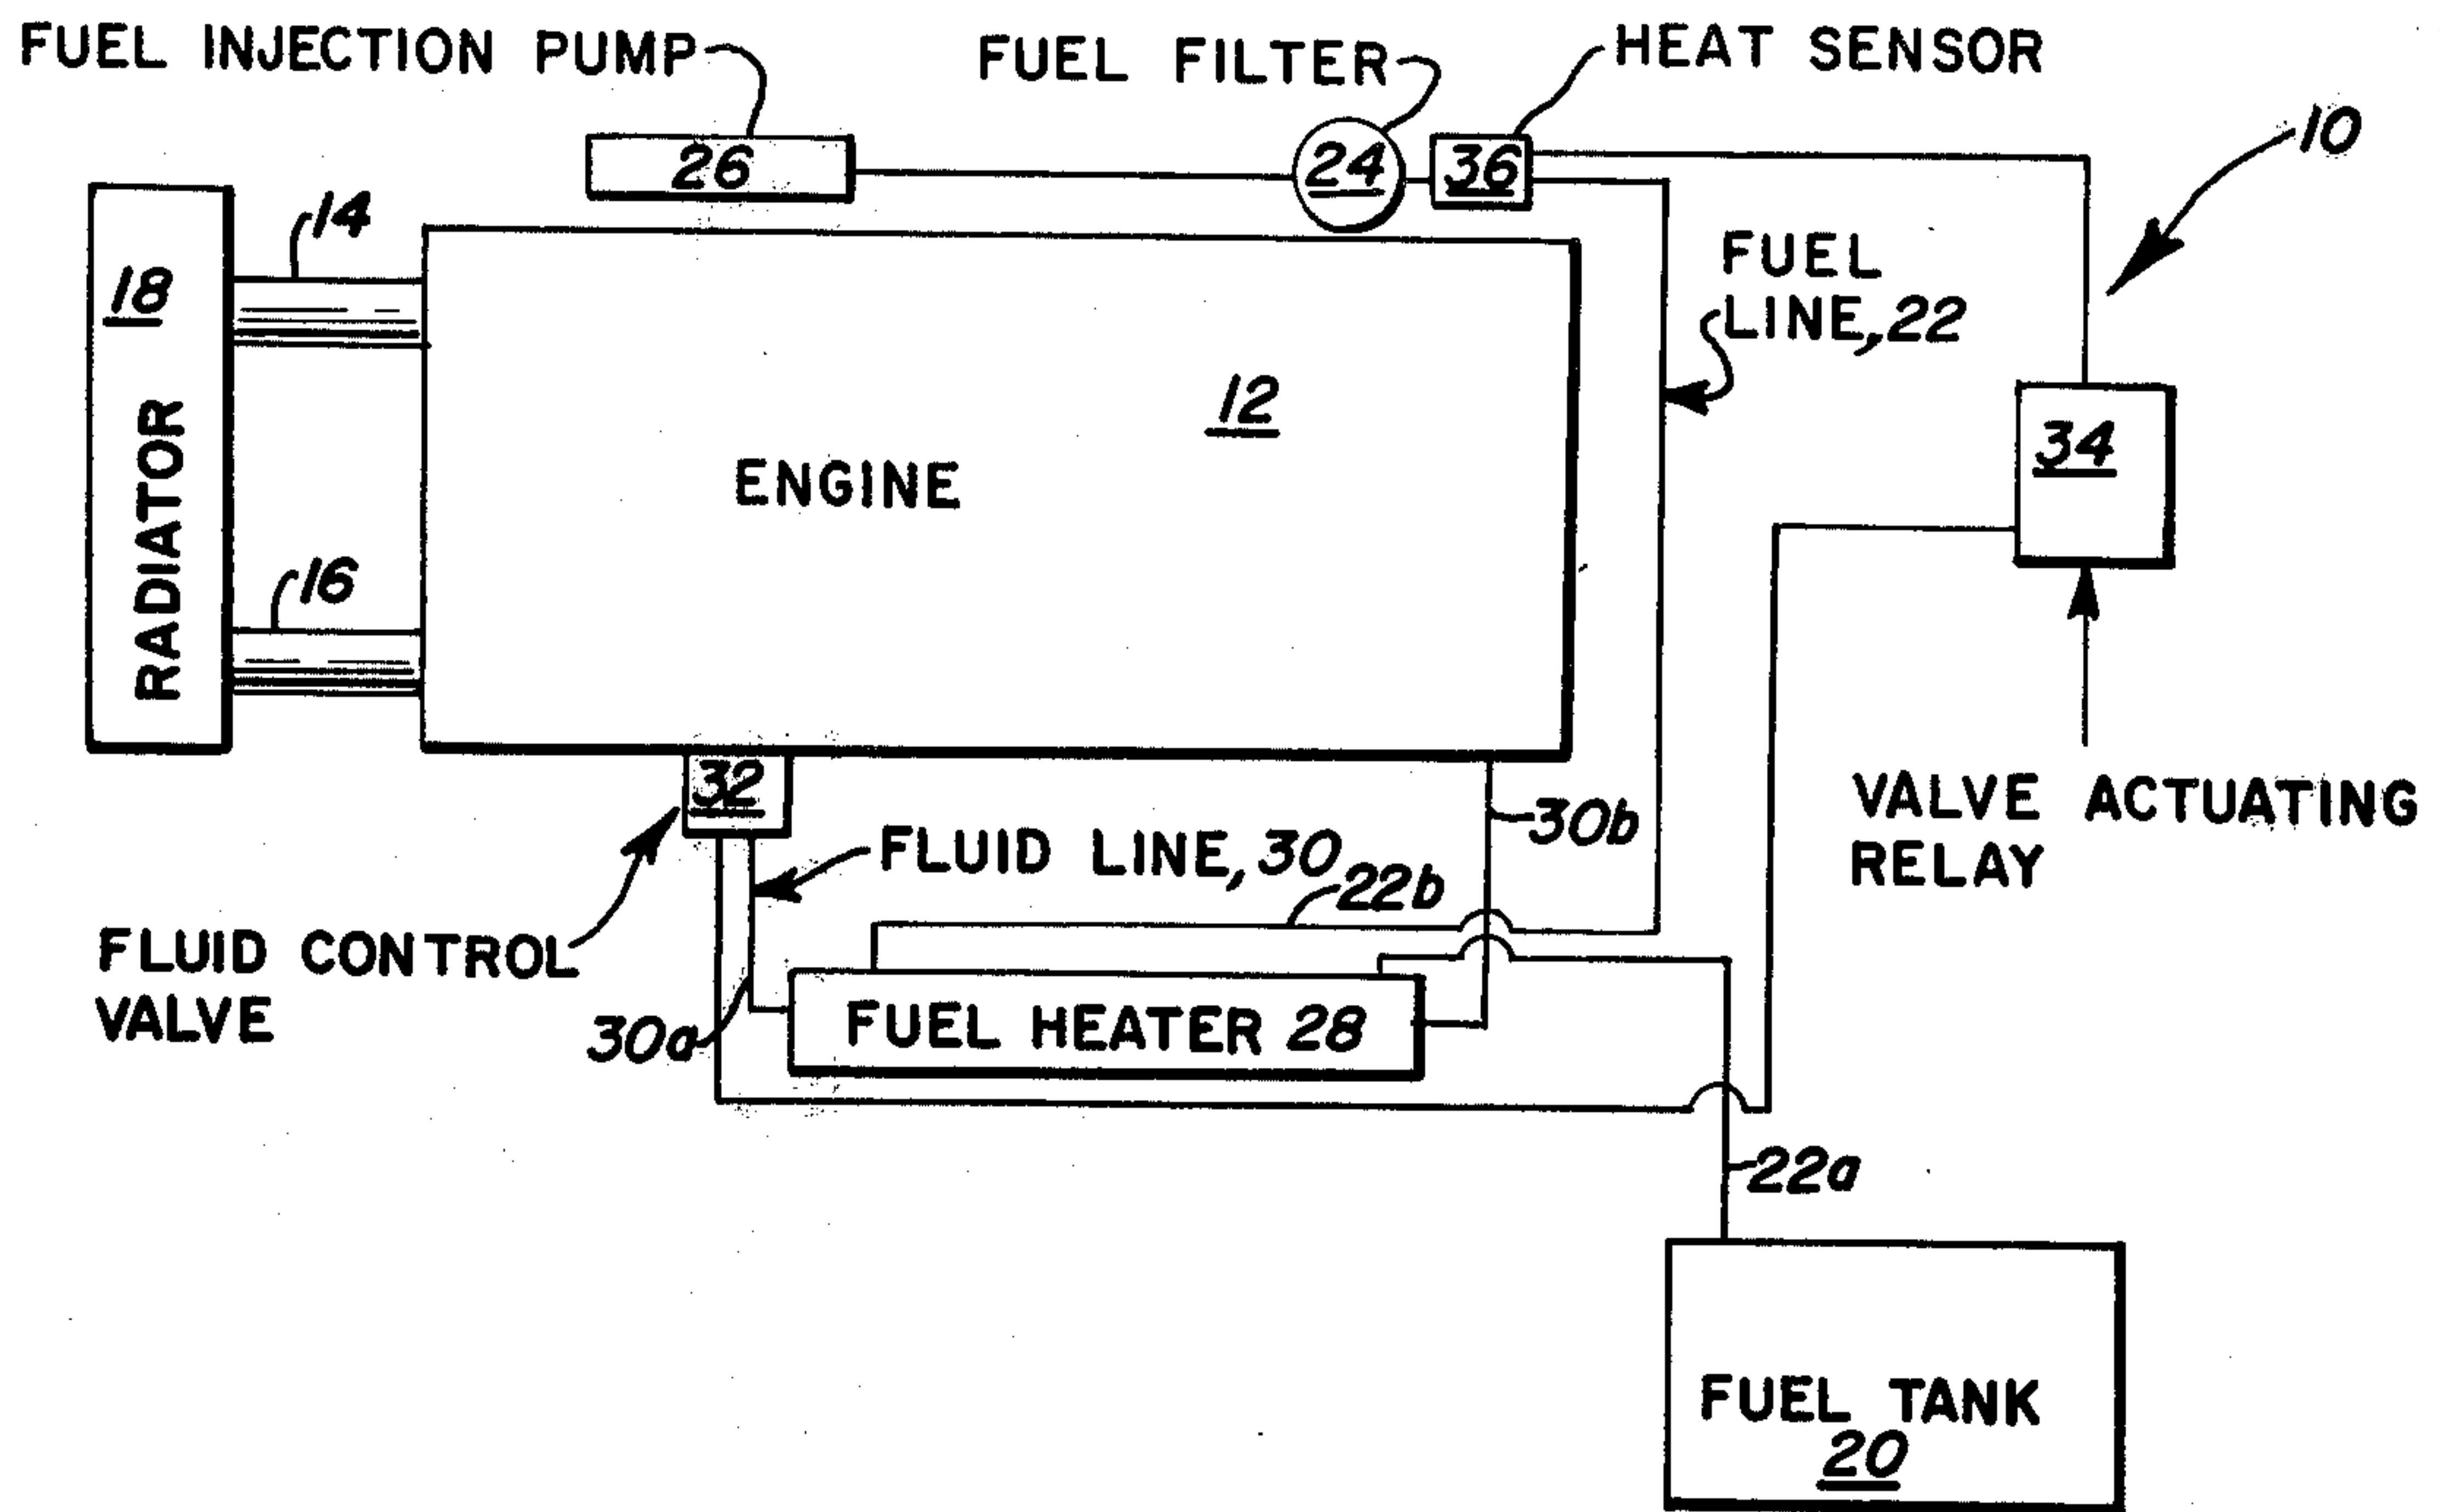 FUEL INJECTION PUMP
FUEL FILTER
HEAT SENSOR
10
26
24
36
14
18
RADIATOR
FUEL
LINE, 22
12
ENGINE
34
16
32
30b
VALVE ACTUATING
RELAY
FLUID LINE, 30
22b
FLUID CONTROL
VALVE
30a
FUEL HEATER 28
22a
FUEL TANK
20